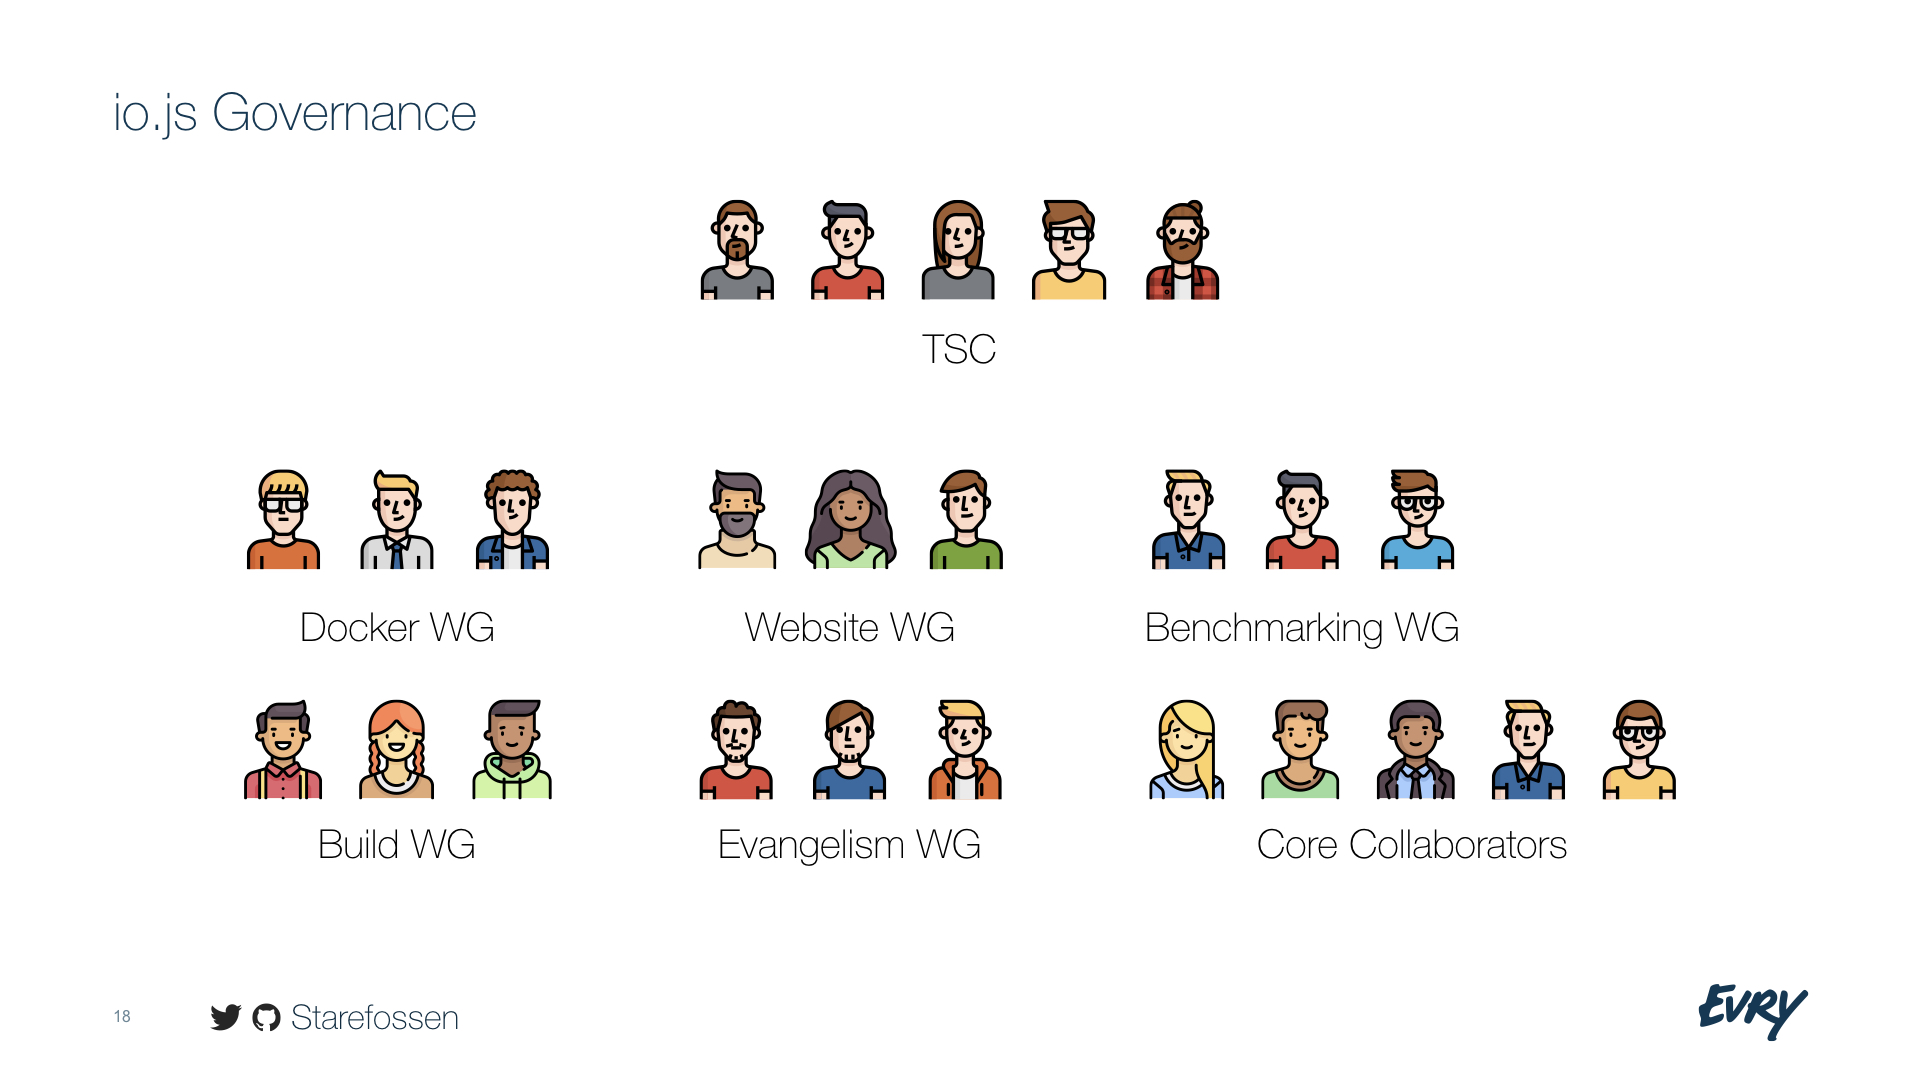 io.js Governance
TSC
Docker WG
Website WG
Benchmarking WG
Build WG
Evangelism WG
Core Collaborators
18
Starefossen
EVRY